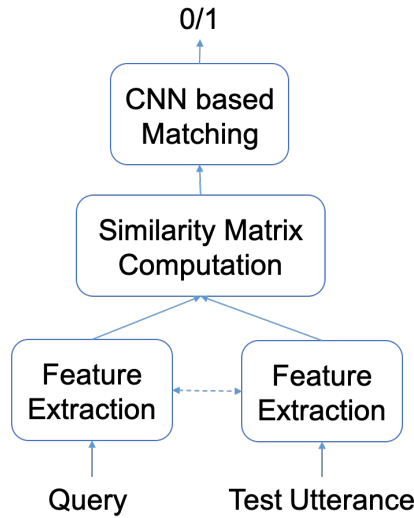 0/1
CNN based
Matching
Similarity Matrix
Computation
Feature
Extraction
Feature
Extraction
Query
Test Utterance